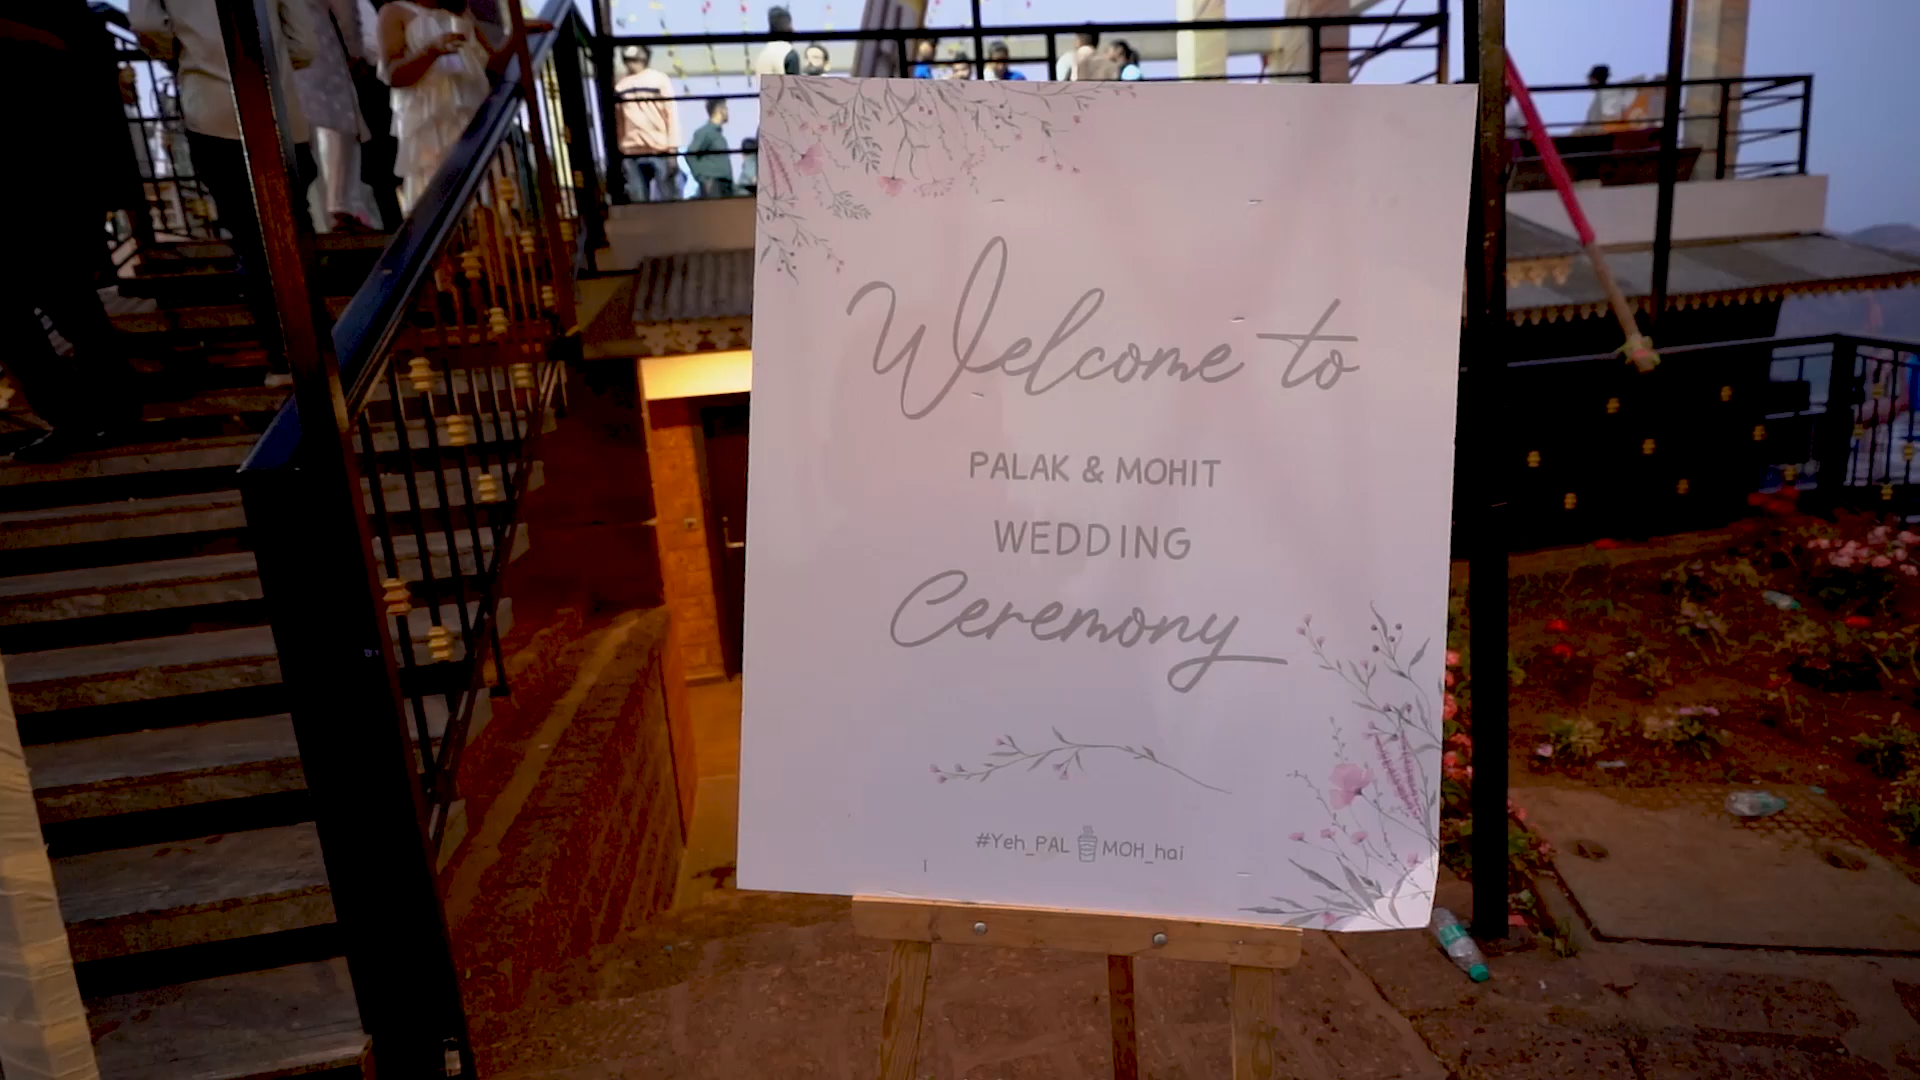 Welcome to
PALAK & MOHIT
WEDDING
Ceremony
#Yeh_PAL MOH_hai